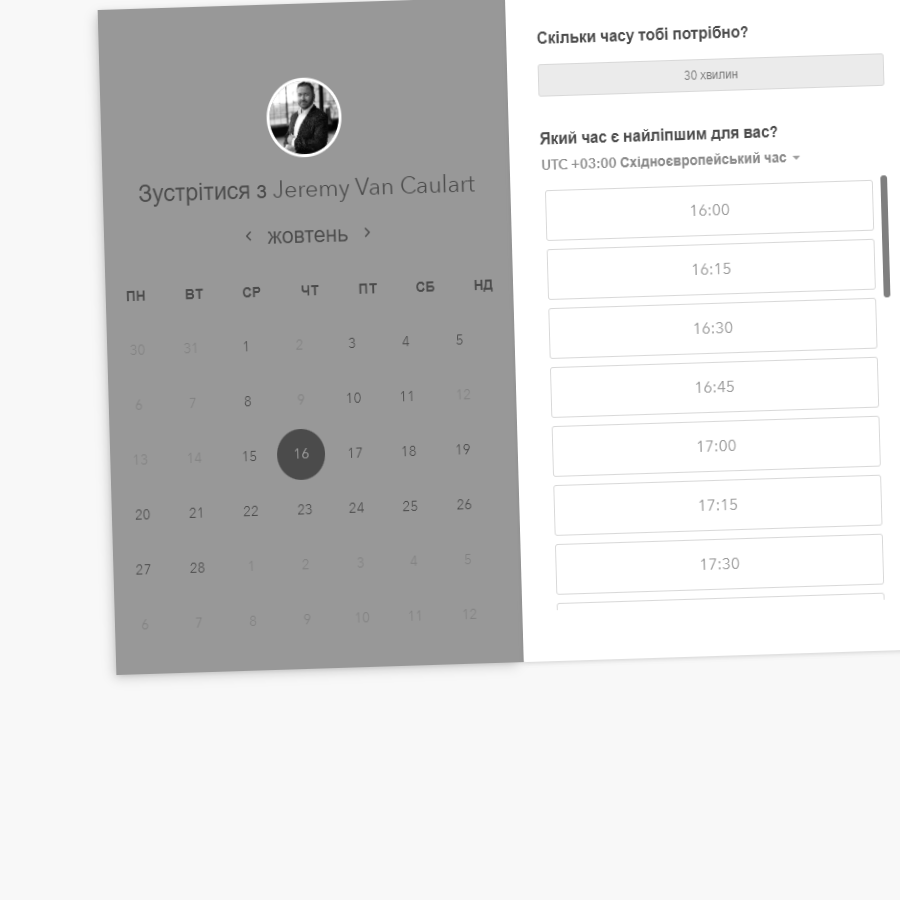 Зустрітися з Jeremy Van Caulart
‹ жовтень ›
ПН ВТ СР ЧТ ПТ СБ НД
30 31 1 2 3 4 5
6 7 8 9 10 11 12
13 14 15 16 17 18 19
20 21 22 23 24 25 26
27 28 1 2 3 4 5
6 7 8 9 10 11 12
Скільки часу тобі потрібно?
30 хвилин
Який час є найліпшим для вас?
UTC +03:00 Східноєвропейський час
16:00
16:15
16:30
16:45
17:00
17:15
17:30